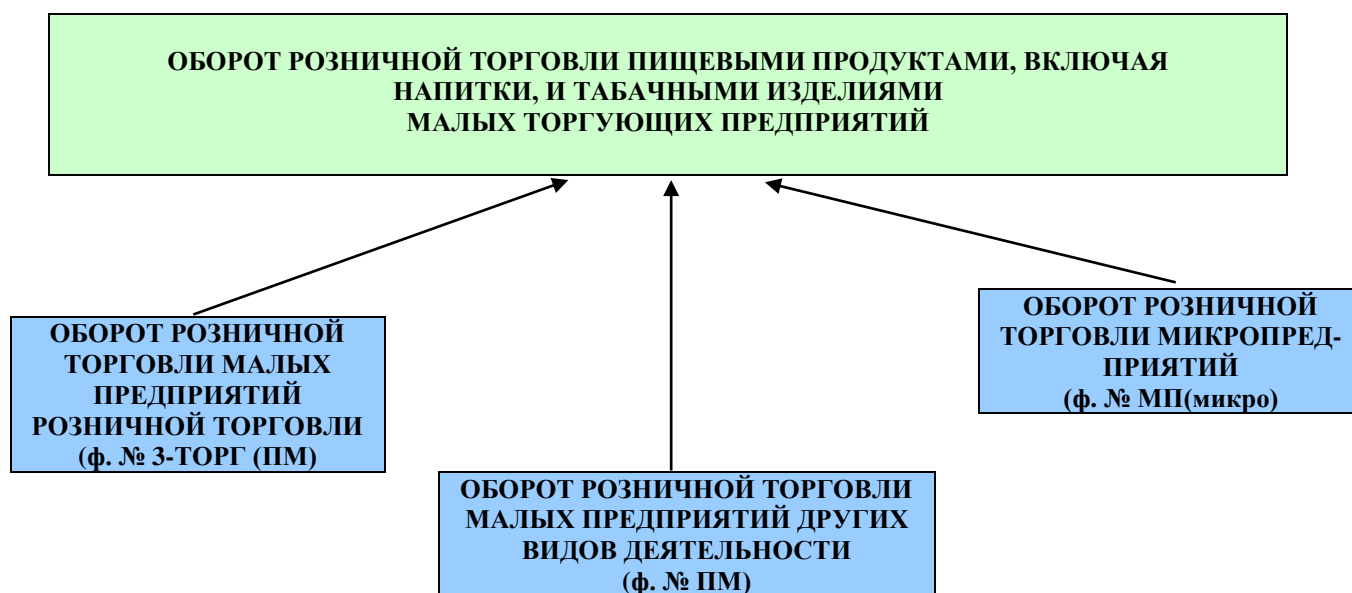 ОБОРОТ РОЗНИЧНОЙ ТОРГОВЛИ ПИЩЕВЫМИ ПРОДУКТАМИ, ВКЛЮЧАЯ
НАПИТКИ, И ТАБАЧНЫМИ ИЗДЕЛИЯМИ
МАЛЫХ ТОРГУЮЩИХ ПРЕДПРИЯТИЙ
ОБОРОТ РОЗНИЧНОЙ
ТОРГОВЛИ МАЛЫХ
ПРЕДПРИЯТИЙ
РОЗНИЧНОЙ ТОРГОВЛИ
(ф. № 3-ТОРГ (ПМ)
ОБОРОТ РОЗНИЧНОЙ ТОРГОВЛИ
МАЛЫХ ПРЕДПРИЯТИЙ ДРУГИХ
ВИДОВ ДЕЯТЕЛЬНОСТИ
(ф. № ПМ)
ОБОРОТ РОЗНИЧНОЙ
ТОРГОВЛИ МИКРОПРЕД-
ПРИЯТИЙ
(ф. № МП(микро)